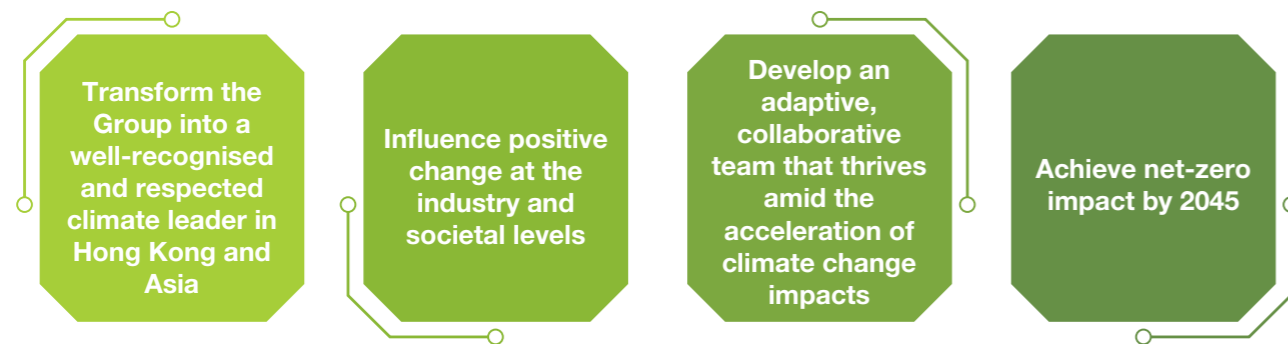 Transform the
Group into a
well-recognised
and respected
climate leader in
Hong Kong and
Asia
Influence positive
change at the
industry and
societal levels
Develop an
adaptive,
collaborative
team that thrives
amid the
acceleration of
climate change
impacts
Achieve net-zero
impact by 2045